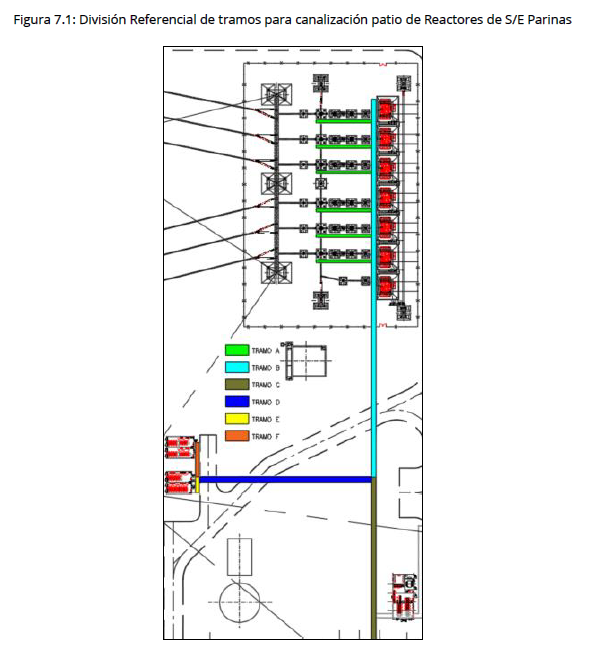 Figura 7.1: División Referencial de tramos para canalización patio de Reactores de S/E Parinas
TRAMO A
TRAMO B
TRAMO C
TRAMO D
TRAMO E
TRAMO F